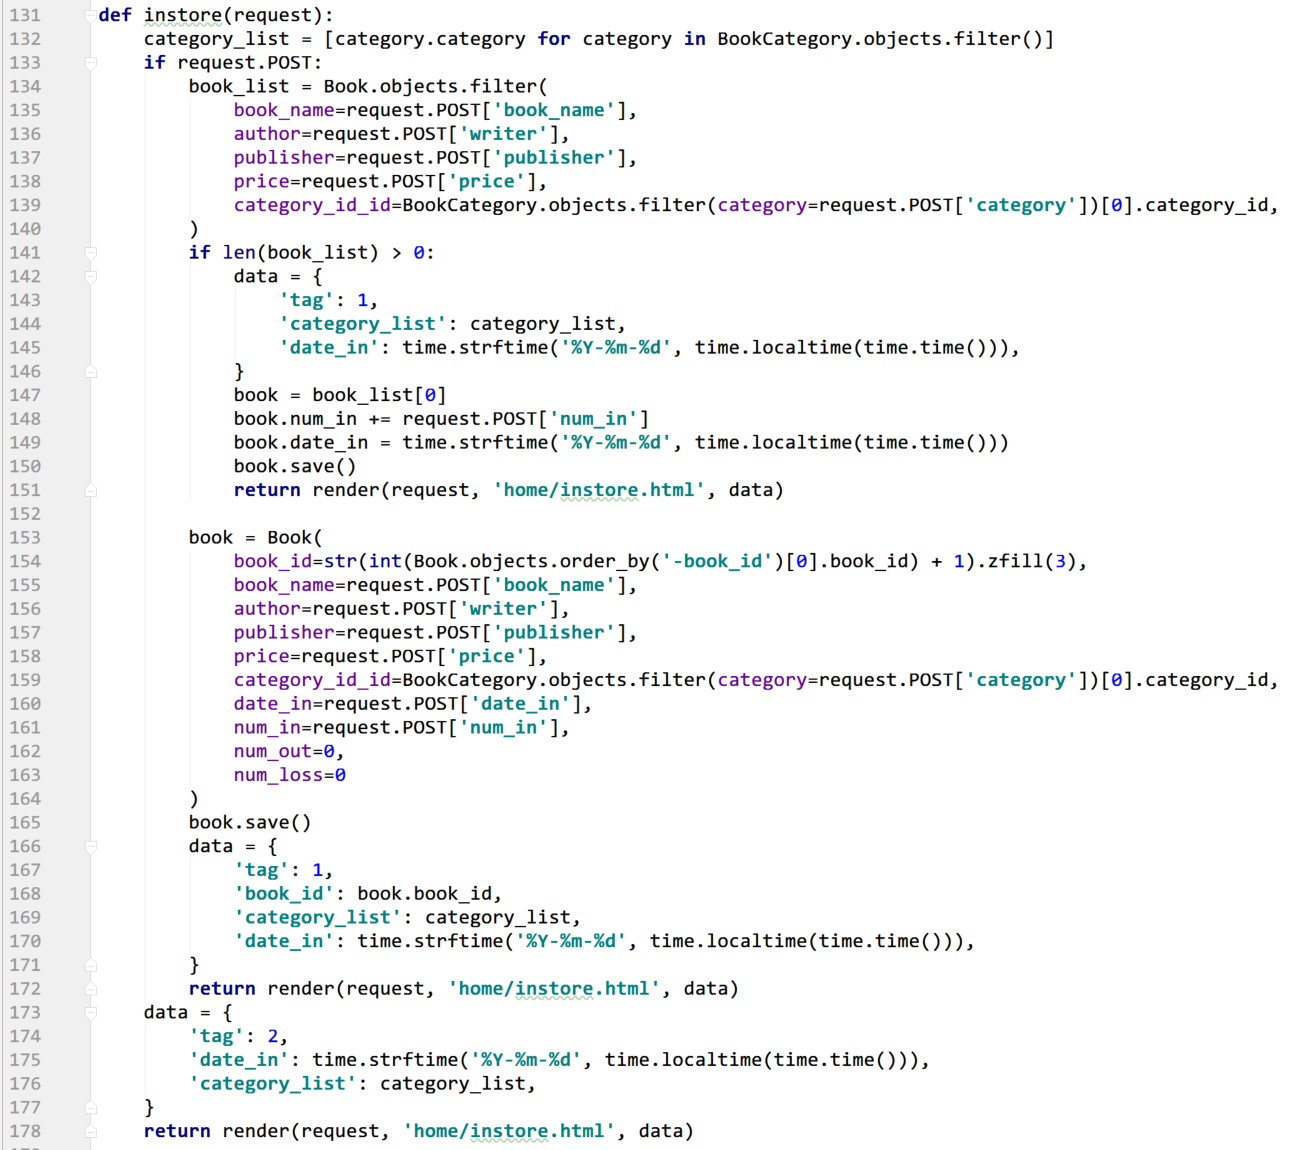 131 def instore(request):
132     category_list = [category.category for category in BookCategory.objects.filter()]
133     if request.POST:
134         book_list = Book.objects.filter(
135             book_name=request.POST['book_name'],
136             author=request.POST['writer'],
137             publisher=request.POST['publisher'],
138             price=request.POST['price'],
139             category_id_id=BookCategory.objects.filter(category=request.POST['category'])[0].category_id,
140         )
141         if len(book_list) > 0:
142             data = {
143                 'tag': 1,
144                 'category_list': category_list,
145                 'date_in': time.strftime('%Y-%m-%d', time.localtime(time.time())),
146             }
147             book = book_list[0]
148             book.num_in += request.POST['num_in']
149             book.date_in = time.strftime('%Y-%m-%d', time.localtime(time.time()))
150             book.save()
151             return render(request, 'home/instore.html', data)
152
153         book = Book(
154             book_id=str(int(Book.objects.order_by('-book_id')[0].book_id) + 1).zfill(3),
155             book_name=request.POST['book_name'],
156             author=request.POST['writer'],
157             publisher=request.POST['publisher'],
158             price=request.POST['price'],
159             category_id_id=BookCategory.objects.filter(category=request.POST['category'])[0].category_id,
160             date_in=request.POST['date_in'],
161             num_in=request.POST['num_in'],
162             num_out=0,
163             num_loss=0
164         )
165         book.save()
166         data = {
167             'tag': 1,
168             'book_id': book.book_id,
169             'category_list': category_list,
170             'date_in': time.strftime('%Y-%m-%d', time.localtime(time.time())),
171         }
172         return render(request, 'home/instore.html', data)
173     data = {
174         'tag': 2,
175         'date_in': time.strftime('%Y-%m-%d', time.localtime(time.time())),
176         'category_list': category_list,
177     }
178     return render(request, 'home/instore.html', data)